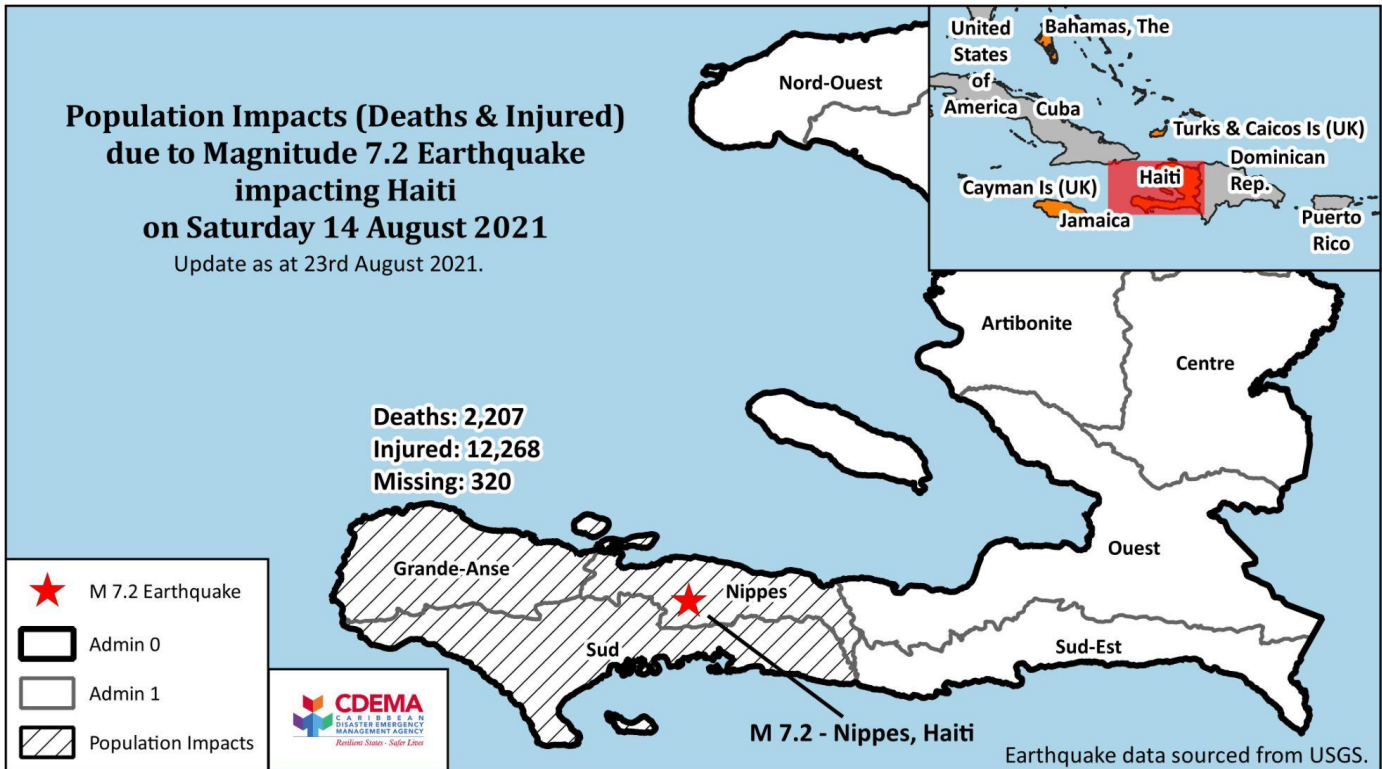 Population Impacts (Deaths & Injured)
due to Magnitude 7.2 Earthquake
impacting Haiti
on Saturday 14 August 2021
Update as at 23rd August 2021.
United
States
of
America
Bahamas, The
Cuba
Turks & Caicos Is (UK)
Dominican
Rep.
Haiti
Cayman Is (UK)
Jamaica
Puerto
Rico
Nord-Ouest
Artibonite
Centre
Deaths: 2,207
Injured: 12,268
Missing: 320
Ouest
Grande-Anse
Nippes
Sud
Sud-Est
M 7.2 - Nippes, Haiti
M 7.2 Earthquake
Admin 0
Admin 1
Population Impacts
CDEMA
CARIBBEAN
DISASTER EMERGENCY
MANAGEMENT AGENCY
Resilient States - Safer Lives
Earthquake data sourced from USGS.